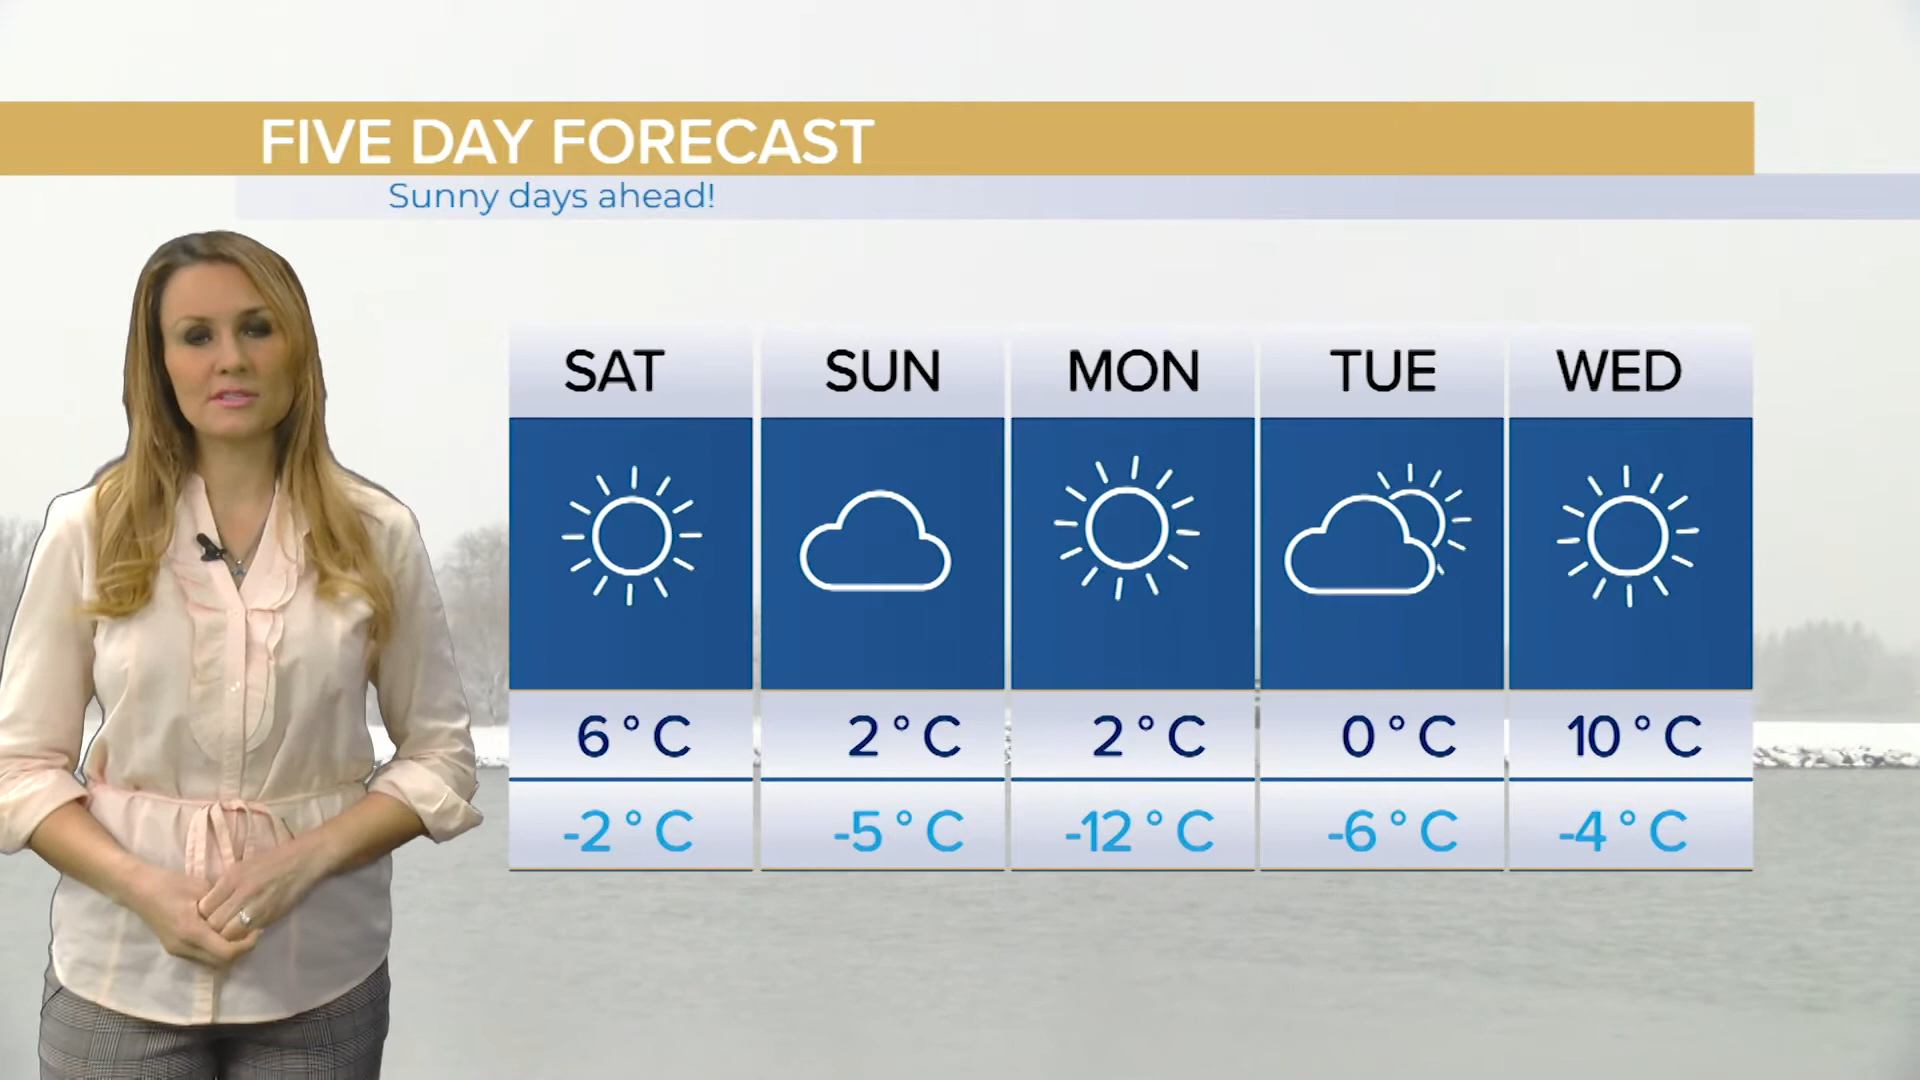 FIVE DAY FORECAST
Sunny days ahead!
SAT SUN MON TUE WED
6°C 2°C 2°C 0°C 10°C
-2°C -5°C -12°C -6°C -4°C